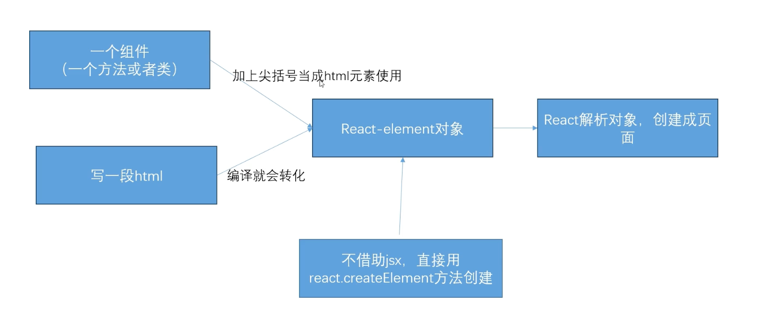 一个组件
（一个方法或者类）
加上尖括号当成html元素使用
React-element对象
React解析对象，创建成页
面
写一段html
编译就会转化
不借助jsx，直接用
react.createElement方法创建